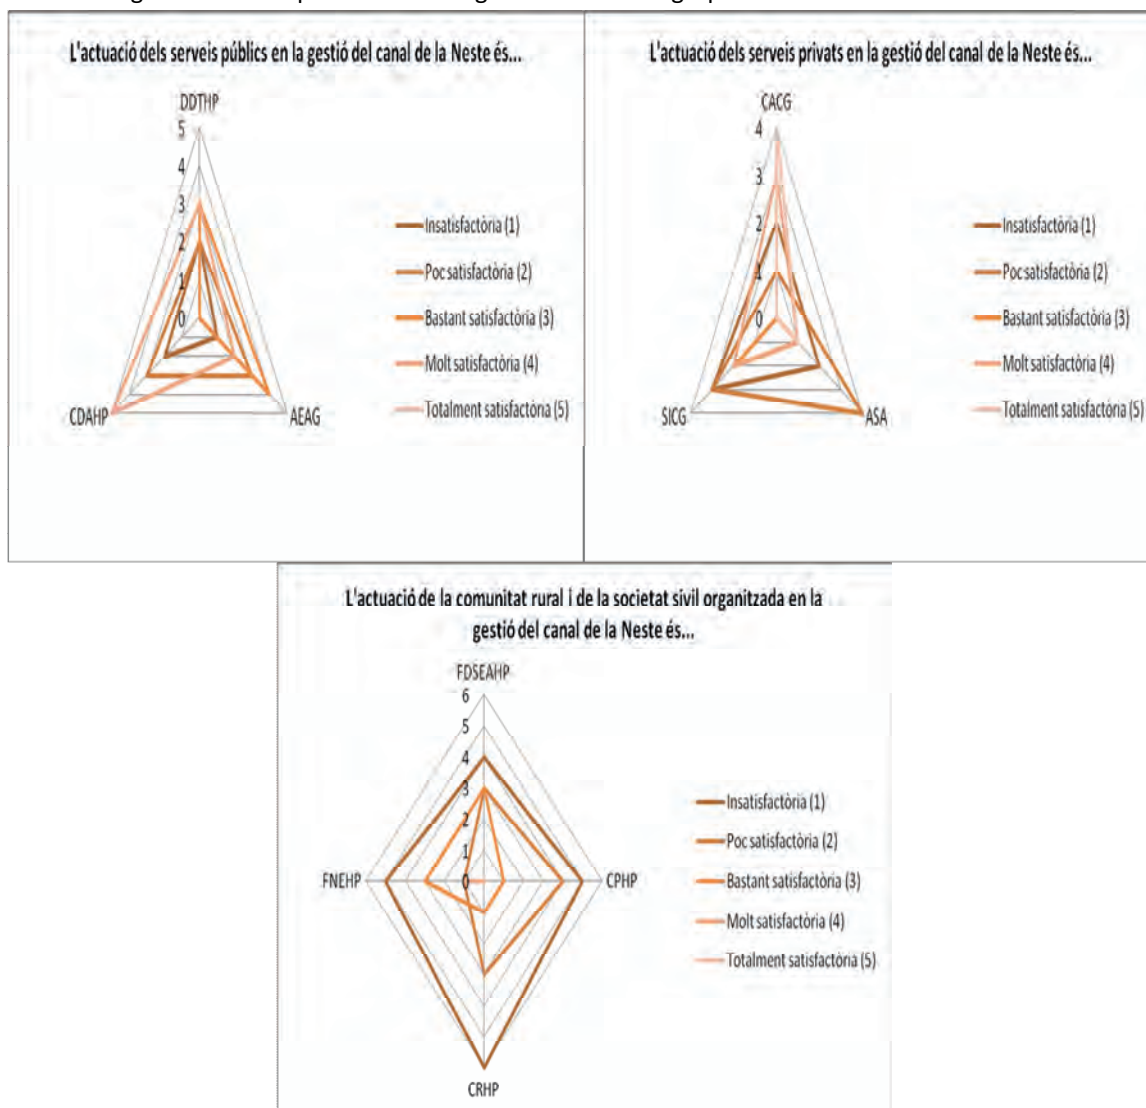 L'actuació dels serveis públics en la gestió del canal de la Neste és...
DDTHP
5
4
3
2
1
0
CDAHP
AEAG
Insatisfactòria (1)
Poc satisfactòria (2)
Bastant satisfactòria (3)
Molt satisfactòria (4)
Totalment satisfactòria (5)
L'actuació dels serveis privats en la gestió del canal de la Neste és...
CACG
4
3
2
1
0
SICG
ASA
Insatisfactòria (1)
Poc satisfactòria (2)
Bastant satisfactòria (3)
Molt satisfactòria (4)
Totalment satisfactòria (5)
L'actuació de la comunitat rural i de la societat sivil organitzada en la
gestió del canal de la Neste és...
FDSEAHP
6
5
4
3
2
1
0
FNEHP
CPHP
CRHP
Insatisfactòria (1)
Poc satisfactòria (2)
Bastant satisfactòria (3)
Molt satisfactòria (4)
Totalment satisfactòria (5)